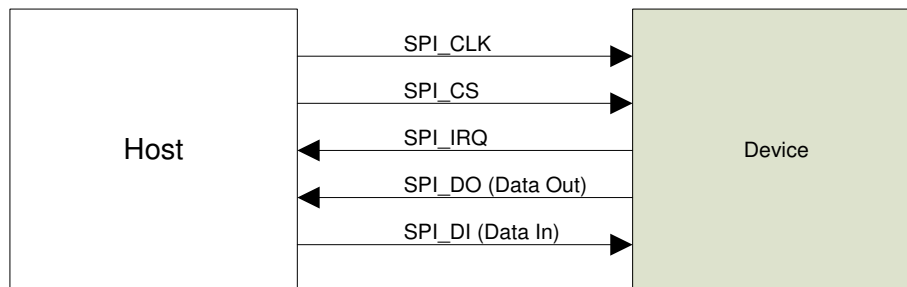 SPI_CLK
SPI_CS
Host
SPI_IRQ
Device
SPI_DO (Data Out)
SPI_DI (Data In)